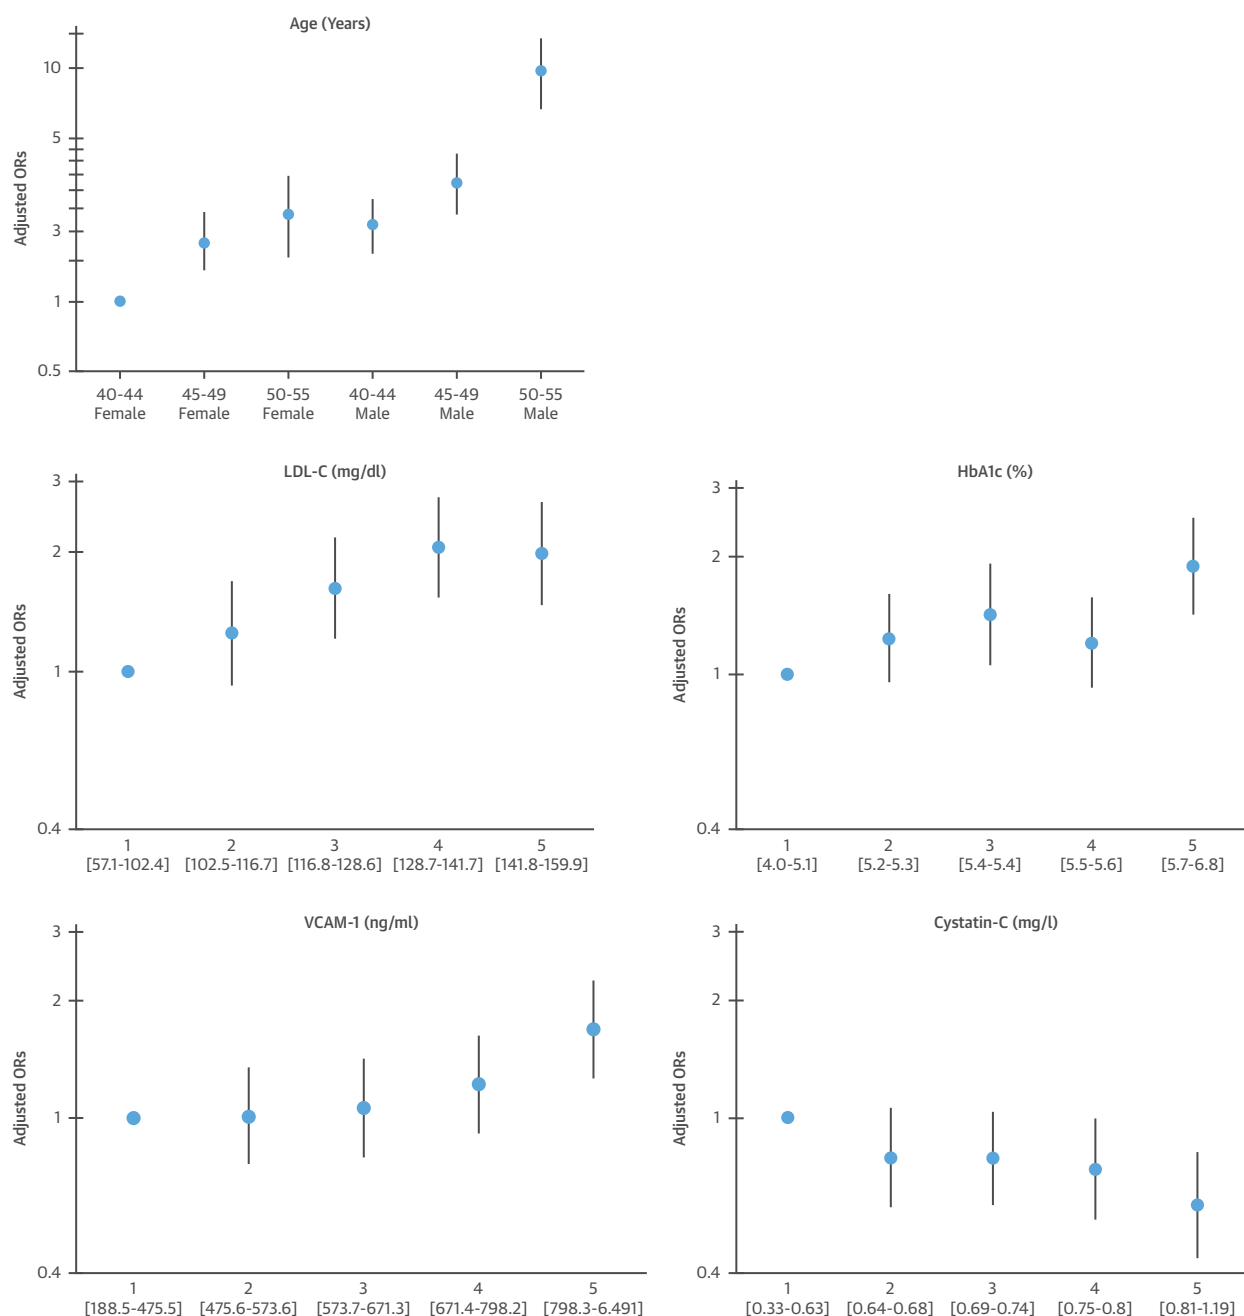 Age (Years)
Adjusted ORs
10
5
3
1
0.5
40-44 Female
45-49 Female
50-55 Female
40-44 Male
45-49 Male
50-55 Male
LDL-C (mg/dl)
Adjusted ORs
3
2
1
0.4
1 2 3 4 5
[57.1-102.4] [102.5-116.7] [116.8-128.6] [128.7-141.7] [141.8-159.9]
HbA1c (%)
Adjusted ORs
3
2
1
0.4
1 2 3 4 5
[4.0-5.1] [5.2-5.3] [5.4-5.4] [5.5-5.6] [5.7-6.8]
VCAM-1 (ng/ml)
Adjusted ORs
3
2
1
0.4
1 2 3 4 5
[188.5-475.5] [475.6-573.6] [573.7-671.3] [671.4-798.2] [798.3-6.491]
Cystatin-C (mg/l)
Adjusted ORs
3
2
1
0.4
1 2 3 4 5
[0.33-0.63] [0.64-0.68] [0.69-0.74] [0.75-0.8] [0.81-1.19]